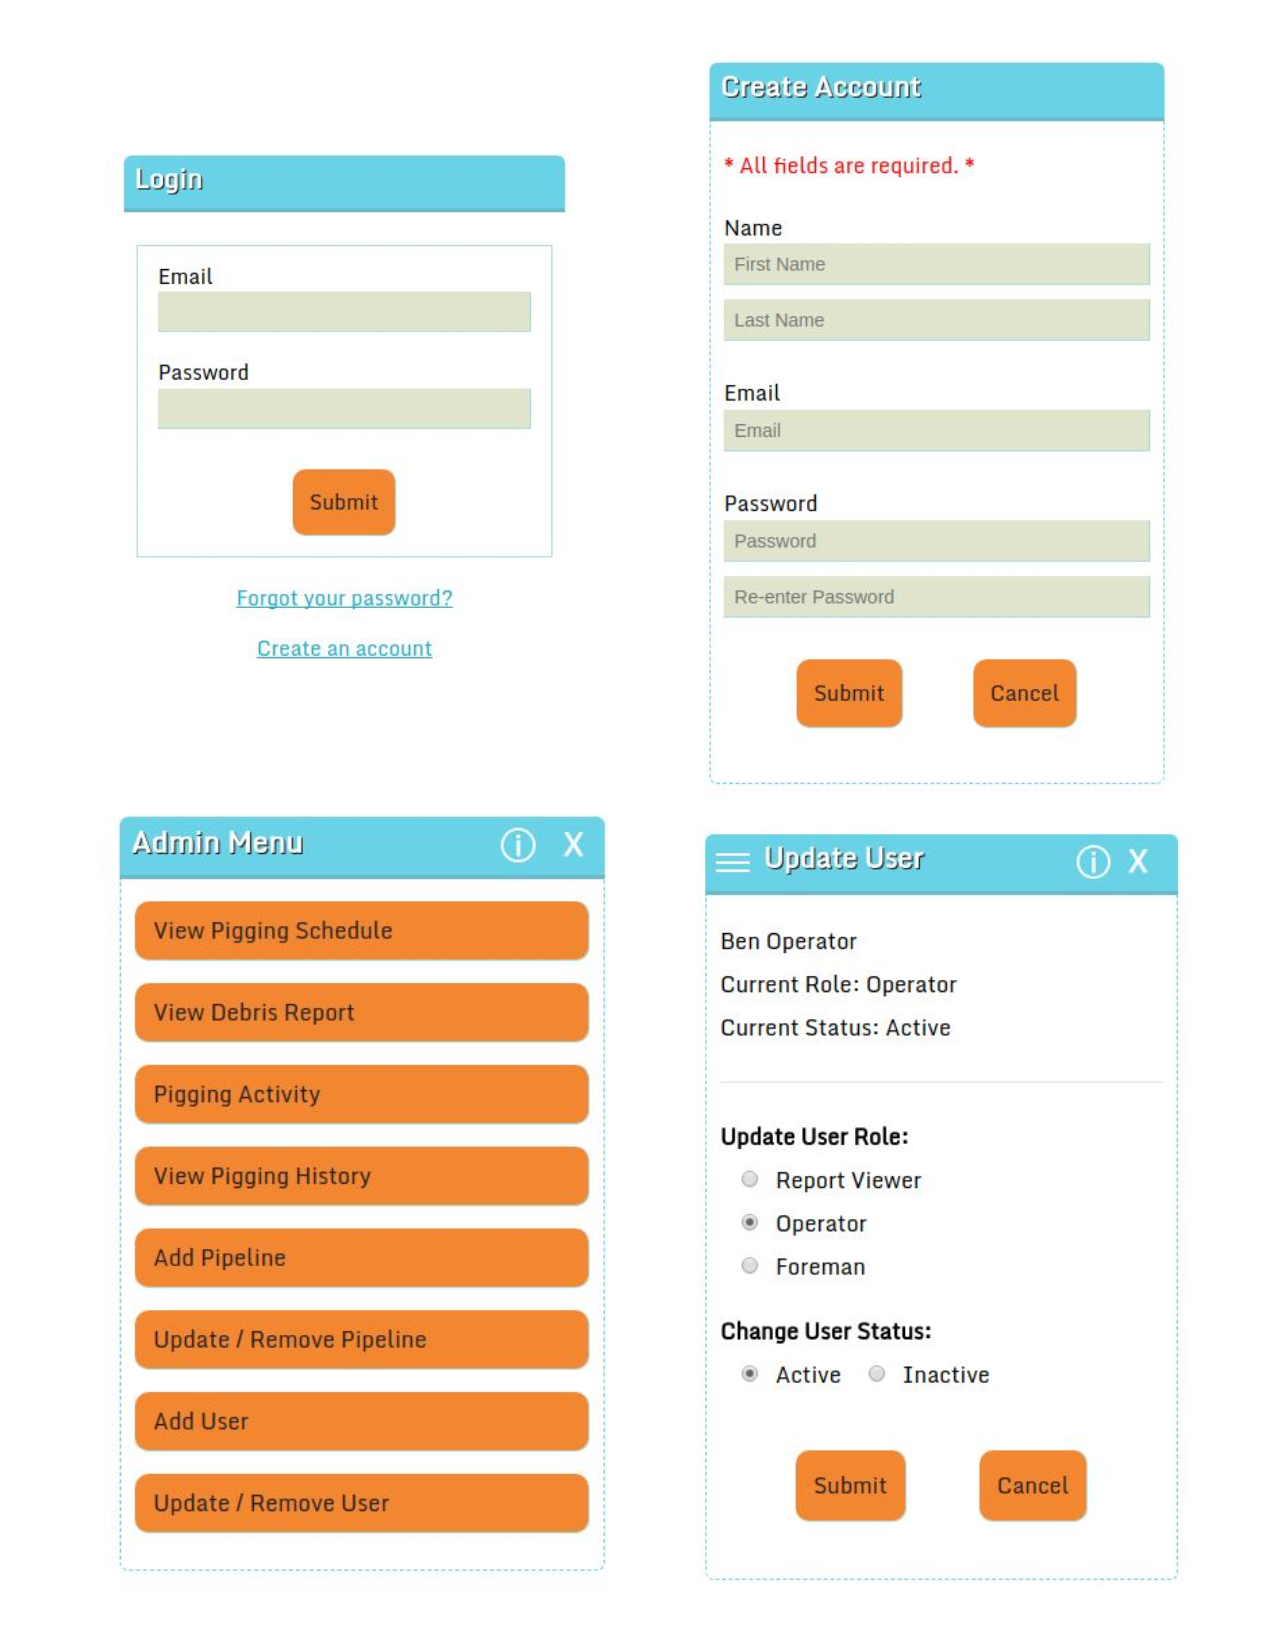 Login
Email
Password
Submit
Forgot your password?
Create an account
Create Account
* All fields are required. *
Name
First Name
Last Name
Email
Email
Password
Password
Re-enter Password
Submit Cancel
Admin Menu i X
View Pigging Schedule
View Debris Report
Pigging Activity
View Pigging History
Add Pipeline
Update / Remove Pipeline
Add User
Update / Remove User
Update User i X
Ben Operator
Current Role: Operator
Current Status: Active
Update User Role:
Report Viewer
Operator
Foreman
Change User Status:
Active Inactive
Submit Cancel